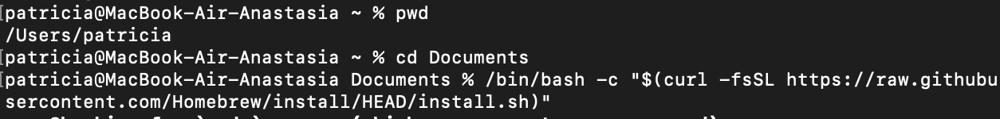 [patricia@MacBook-Air-Anastasia ~ % pwd
/Users/patricia
[patricia@MacBook-Air-Anastasia ~ % cd Documents
[patricia@MacBook-Air-Anastasia Documents % /bin/bash -c "$(curl -fsSL https://raw.githubu
sercontent.com/Homebrew/install/HEAD/install.sh)"